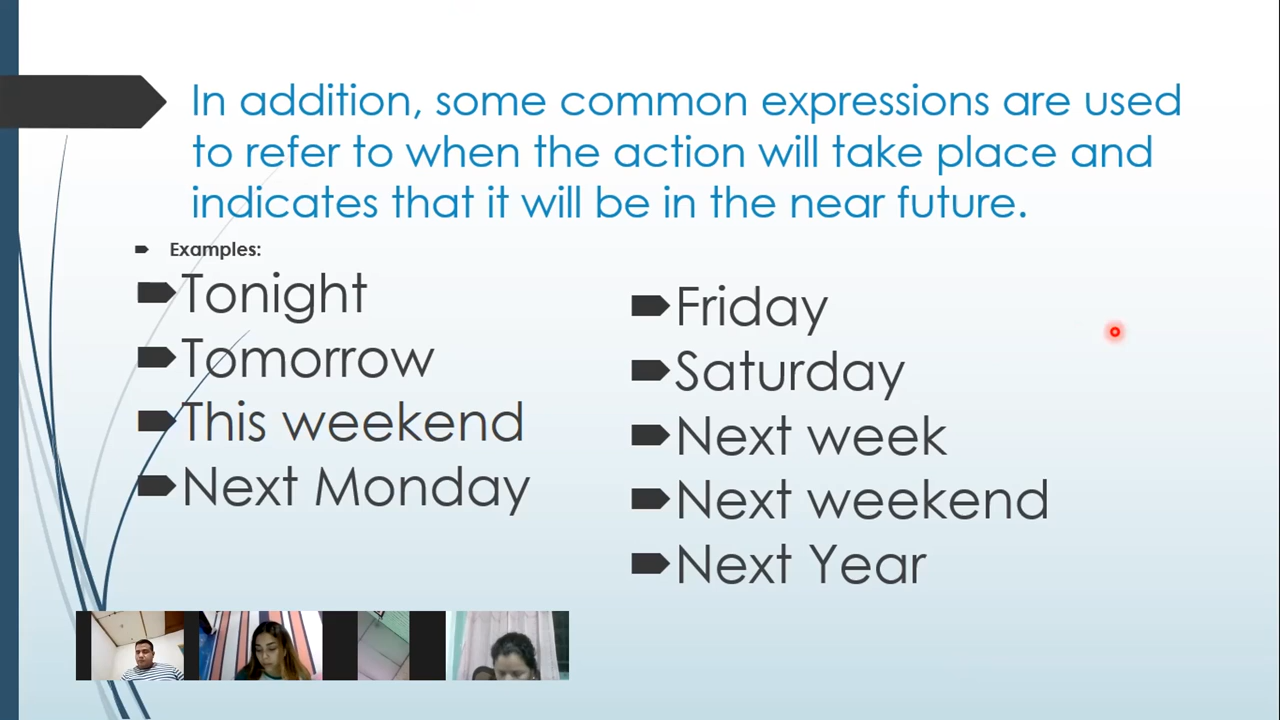 In addition, some common expressions are used
to refer to when the action will take place and
indicates that it will be in the near future.
Examples:
Tonight
Tomorrow
This weekend
Next Monday
Friday
Saturday
Next week
Next weekend
Next Year